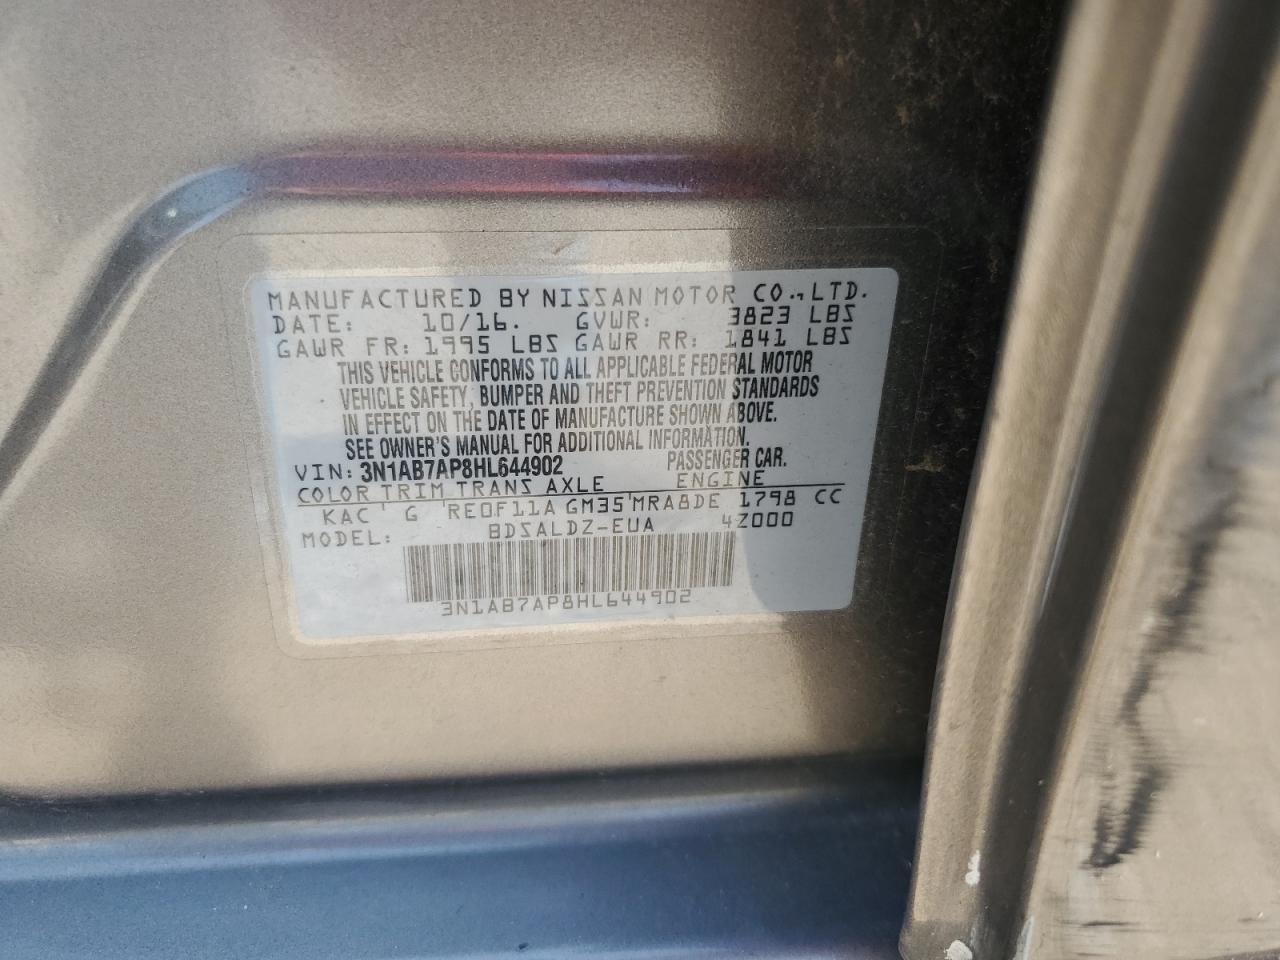 MANUFACTURED BY NISSAN MOTOR CO., LTD.
DATE: 10/16. GVWR: 3823 LBS
GAWR FR: 1995 LBS GAWR RR: 1841 LBS
THIS VEHICLE CONFORMS TO ALL APPLICABLE FEDERAL MOTOR
VEHICLE SAFETY, BUMPER AND THEFT PREVENTION STANDARDS
IN EFFECT ON THE DATE OF MANUFACTURE SHOWN ABOVE.
SEE OWNER'S MANUAL FOR ADDITIONAL INFORMATION.
VIN: 3N1AB7AP8HL644902 PASSENGER CAR.
COLOR TRIM TRANS AXLE ENGINE
KAC G RE0F11A GM35 MRA8DE 1798 CC
MODEL: BDSALDZ-EUA 4Z000
3N1AB7AP8HL644902